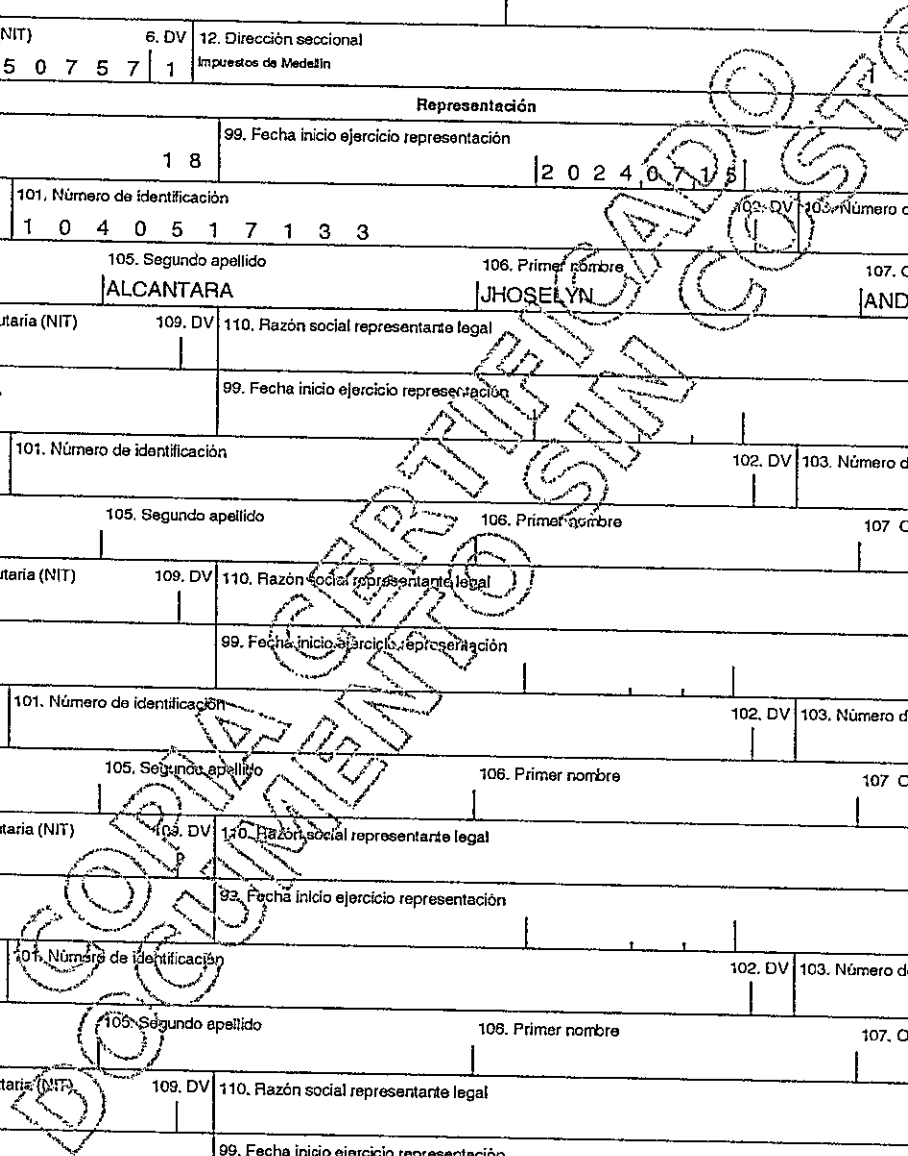 NIT) 6. DV 12. Dirección seccional
5 0 7 5 7 1 Impuestos de Medellín 1
Representación
99. Fecha inicio ejercicio representación
1 8 2 0 2 4 0 7 1 5
101. Número de identificación 102. DV 103. Número d
1 0 4 0 5 1 7 1 3 3
105. Segundo apellido 106. Primer nombre 107. O
ALCANTARA JHOSELYN AND
utaria (NIT) 109. DV 110. Razón social representante legal
99. Fecha inicio ejercicio representación
101. Número de identificación 102. DV 103. Número d
105. Segundo apellido 106. Primer nombre 107 O
utaria (NIT) 109. DV 110. Razón social representante legal
99. Fecha inicio ejercicio representación
101. Número de identificación 102. DV 103. Número d
105. Segundo apellido 106. Primer nombre 107 O
utaria (NIT) 109. DV 110. Razón social representante legal
99. Fecha inicio ejercicio representación
101. Número de identificación 102. DV 103. Número de
105. Segundo apellido 106. Primer nombre 107. O
taria (NIT) 109. DV 110. Razón social representante legal
99. Fecha inicio ejercicio representación
COPIA CERTIFICADO
DOCUMENTO SIN COSTO